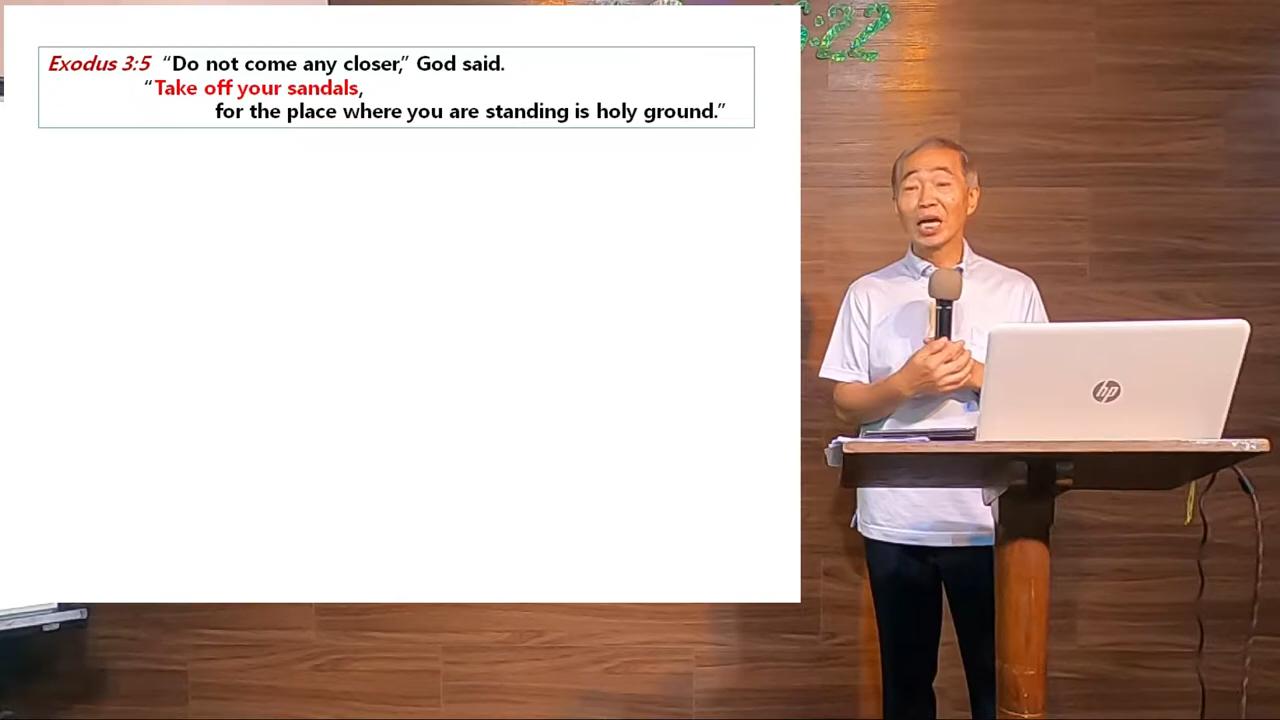 Exodus 3:5 “Do not come any closer,” God said.
“Take off your sandals,
for the place where you are standing is holy ground.”
:22
hp